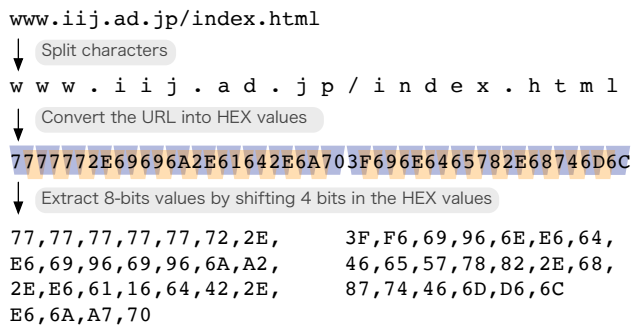 www.iij.ad.jp/index.html
Split characters
w w w . i i j . a d . j p / i n d e x . h t m l
Convert the URL into HEX values
7777772E69696A2E61642E6A70 3F696E6465782E68746D6C
Extract 8-bits values by shifting 4 bits in the HEX values
77,77,77,77,77,72,2E,
E6,69,96,69,96,6A,A2,
2E,E6,61,16,64,42,2E,
E6,6A,A7,70
3F,F6,69,96,6E,E6,64,
46,65,57,78,82,2E,68,
87,74,46,6D,D6,6C